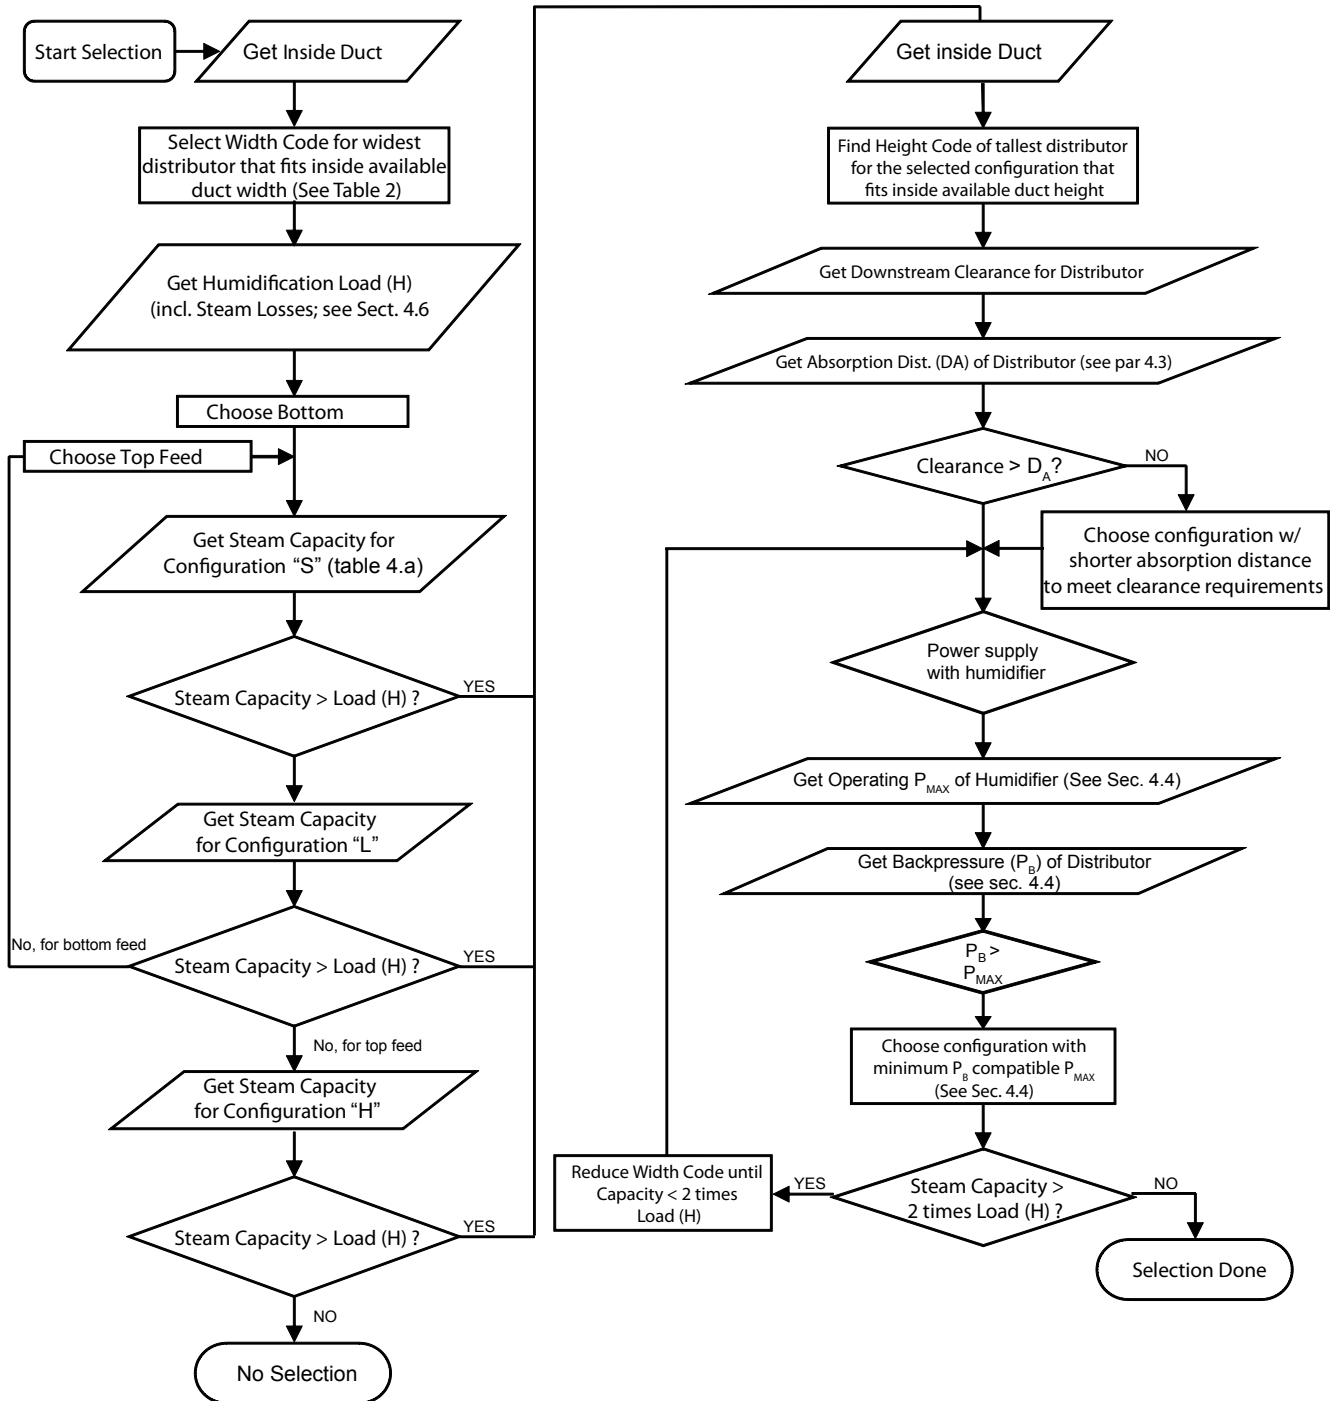 Start Selection
Get Inside Duct
Select Width Code for widest
distributor that fits inside available
duct width (See Table 2)
Get Humidification Load (H)
(incl. Steam Losses; see Sect. 4.6
Choose Bottom
Choose Top Feed
Get Steam Capacity for
Configuration “S” (table 4.a)
Steam Capacity > Load (H) ?
YES
Get Steam Capacity
for Configuration “L”
No, for bottom feed
Steam Capacity > Load (H) ?
YES
No, for top feed
Get Steam Capacity
for Configuration “H”
Steam Capacity > Load (H) ?
YES
NO
No Selection
Get inside Duct
Find Height Code of tallest distributor
for the selected configuration that
fits inside available duct height
Get Downstream Clearance for Distributor
Get Absorption Dist. (DA) of Distributor (see par 4.3)
Clearance > DA?
NO
Choose configuration w/
shorter absorption distance
to meet clearance requirements
Power supply
with humidifier
Get Operating PMAX of Humidifier (See Sec. 4.4)
Get Backpressure (PB) of Distributor
(see sec. 4.4)
PB >
PMAX
Choose configuration with
minimum PB compatible PMAX
(See Sec. 4.4)
Steam Capacity >
2 times Load (H) ?
YES
Reduce Width Code until
Capacity < 2 times
Load (H)
NO
Selection Done